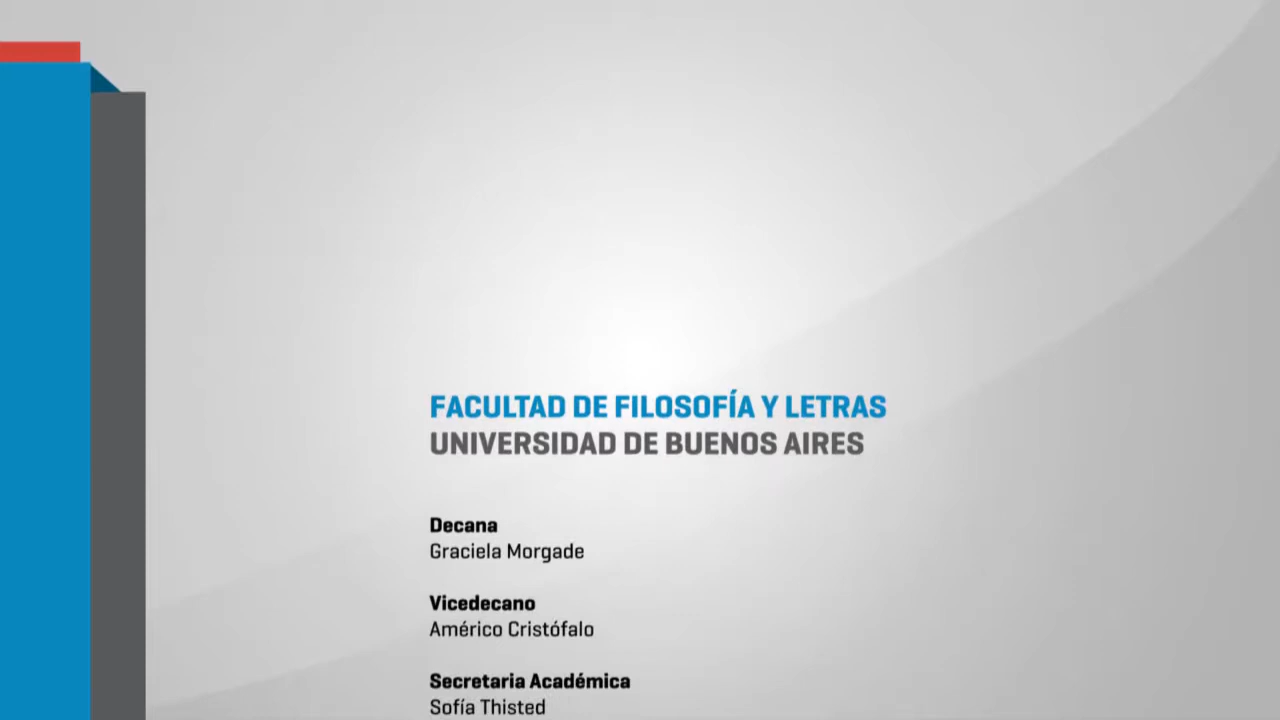 FACULTAD DE FILOSOFÍA Y LETRAS
UNIVERSIDAD DE BUENOS AIRES
Decana
Graciela Morgade
Vicedecano
Américo Cristófalo
Secretaria Académica
Sofía Thisted